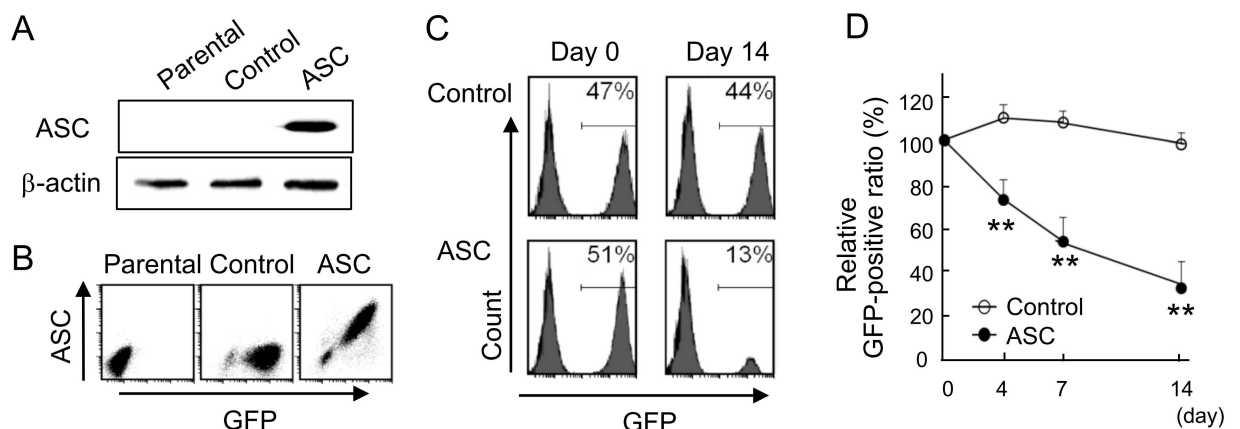 A
Parental
Control
ASC
ASC
β-actin
B
Parental Control ASC
ASC
GFP
C
Day 0 Day 14
Control
47% 44%
ASC
51% 13%
Count
GFP
D
Relative
GFP-positive ratio (%)
120
100
80
60
40
20
0
**
**
**
Control
ASC
0 4 7 14
(day)